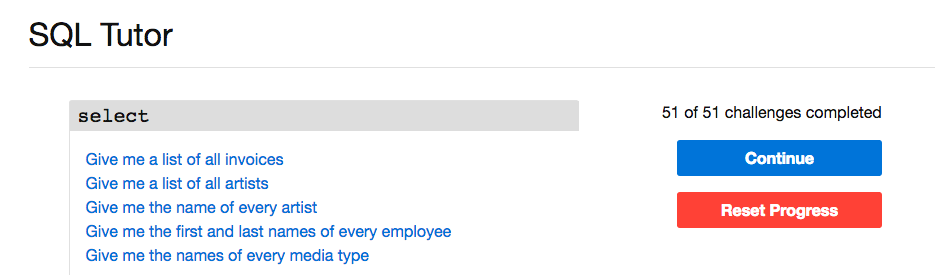 SQL Tutor
select
51 of 51 challenges completed
Give me a list of all invoices
Continue
Give me a list of all artists
Give me the name of every artist
Reset Progress
Give me the first and last names of every employee
Give me the names of every media type